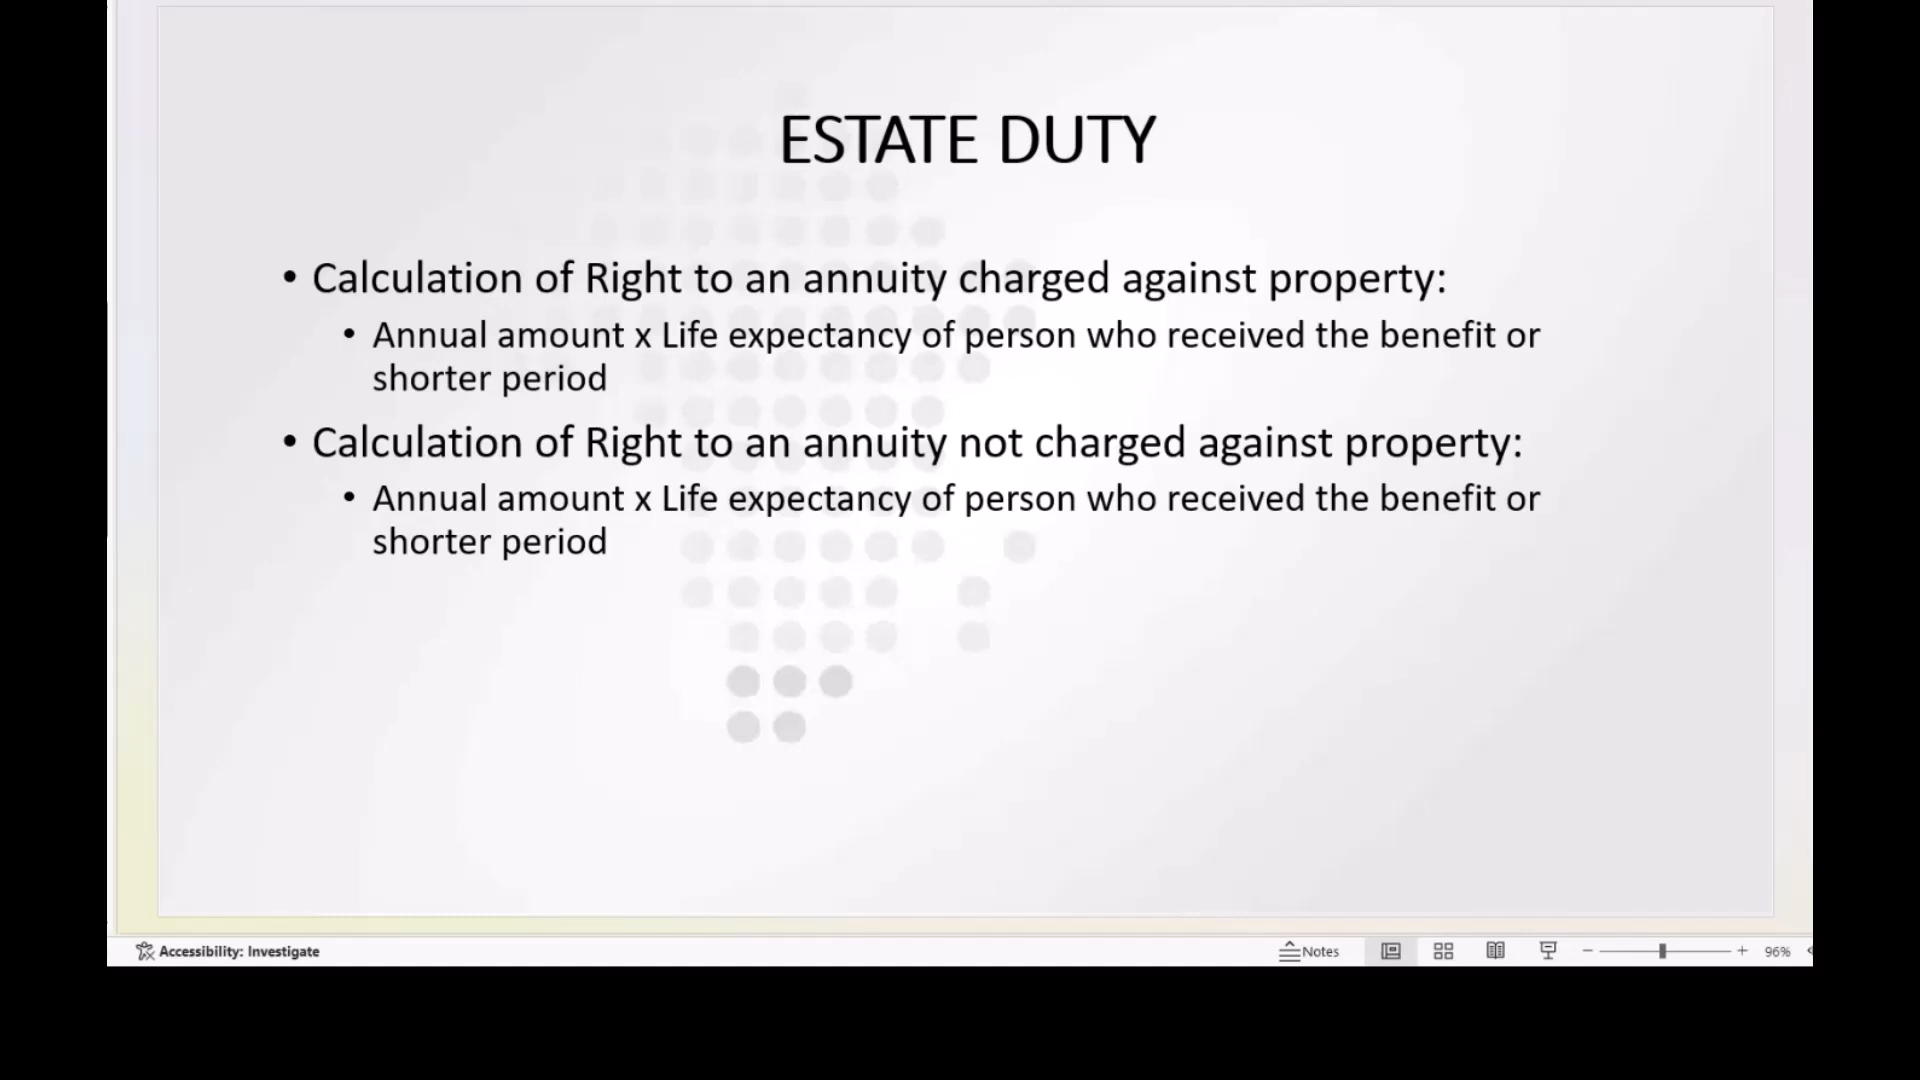 ESTATE DUTY
• Calculation of Right to an annuity charged against property:
• Annual amount x Life expectancy of person who received the benefit or
shorter period
• Calculation of Right to an annuity not charged against property:
• Annual amount x Life expectancy of person who received the benefit or
shorter period
Accessibility: Investigate
Notes
96%